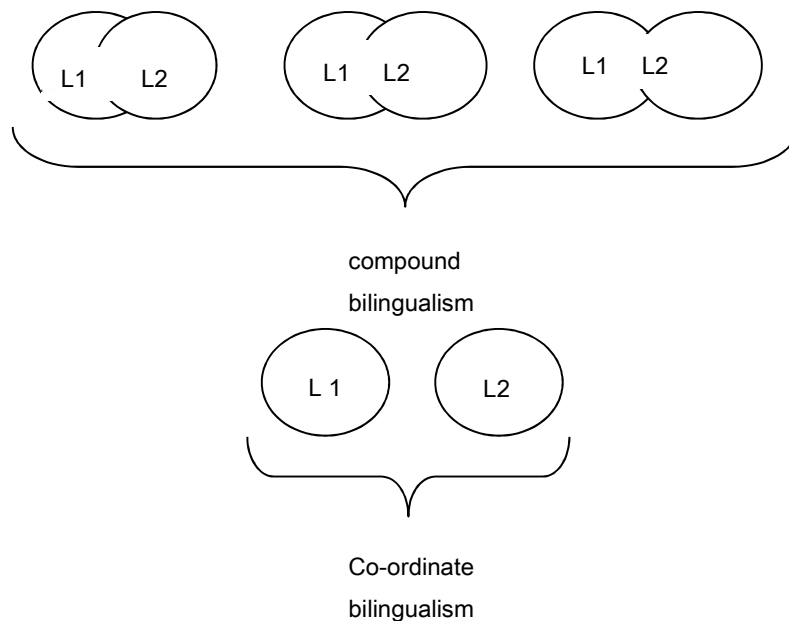 L1 L2 L1 L2 L1 L2
compound
bilingualism
L 1 L2
Co-ordinate
bilingualism